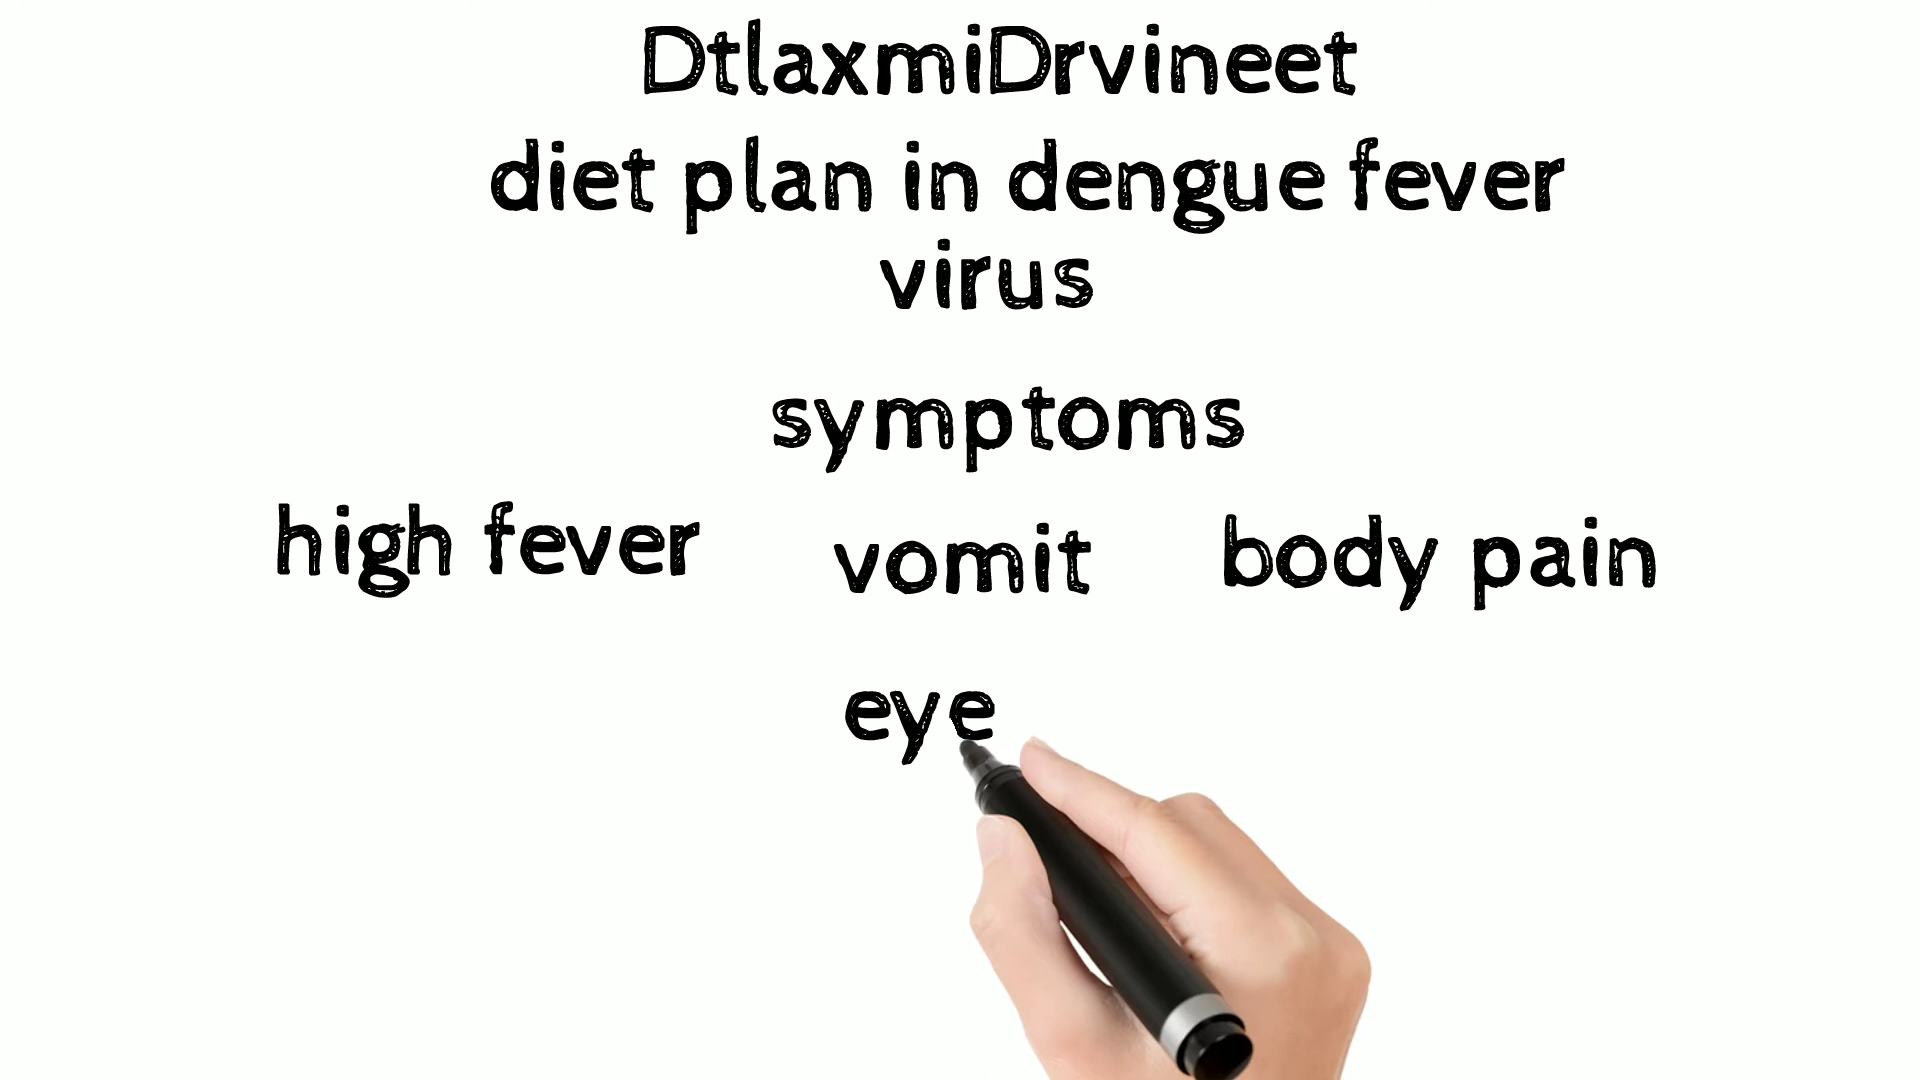 DtlaxmiDrvineet
diet plan in dengue fever
virus
symptoms
high fever vomit body pain
eye